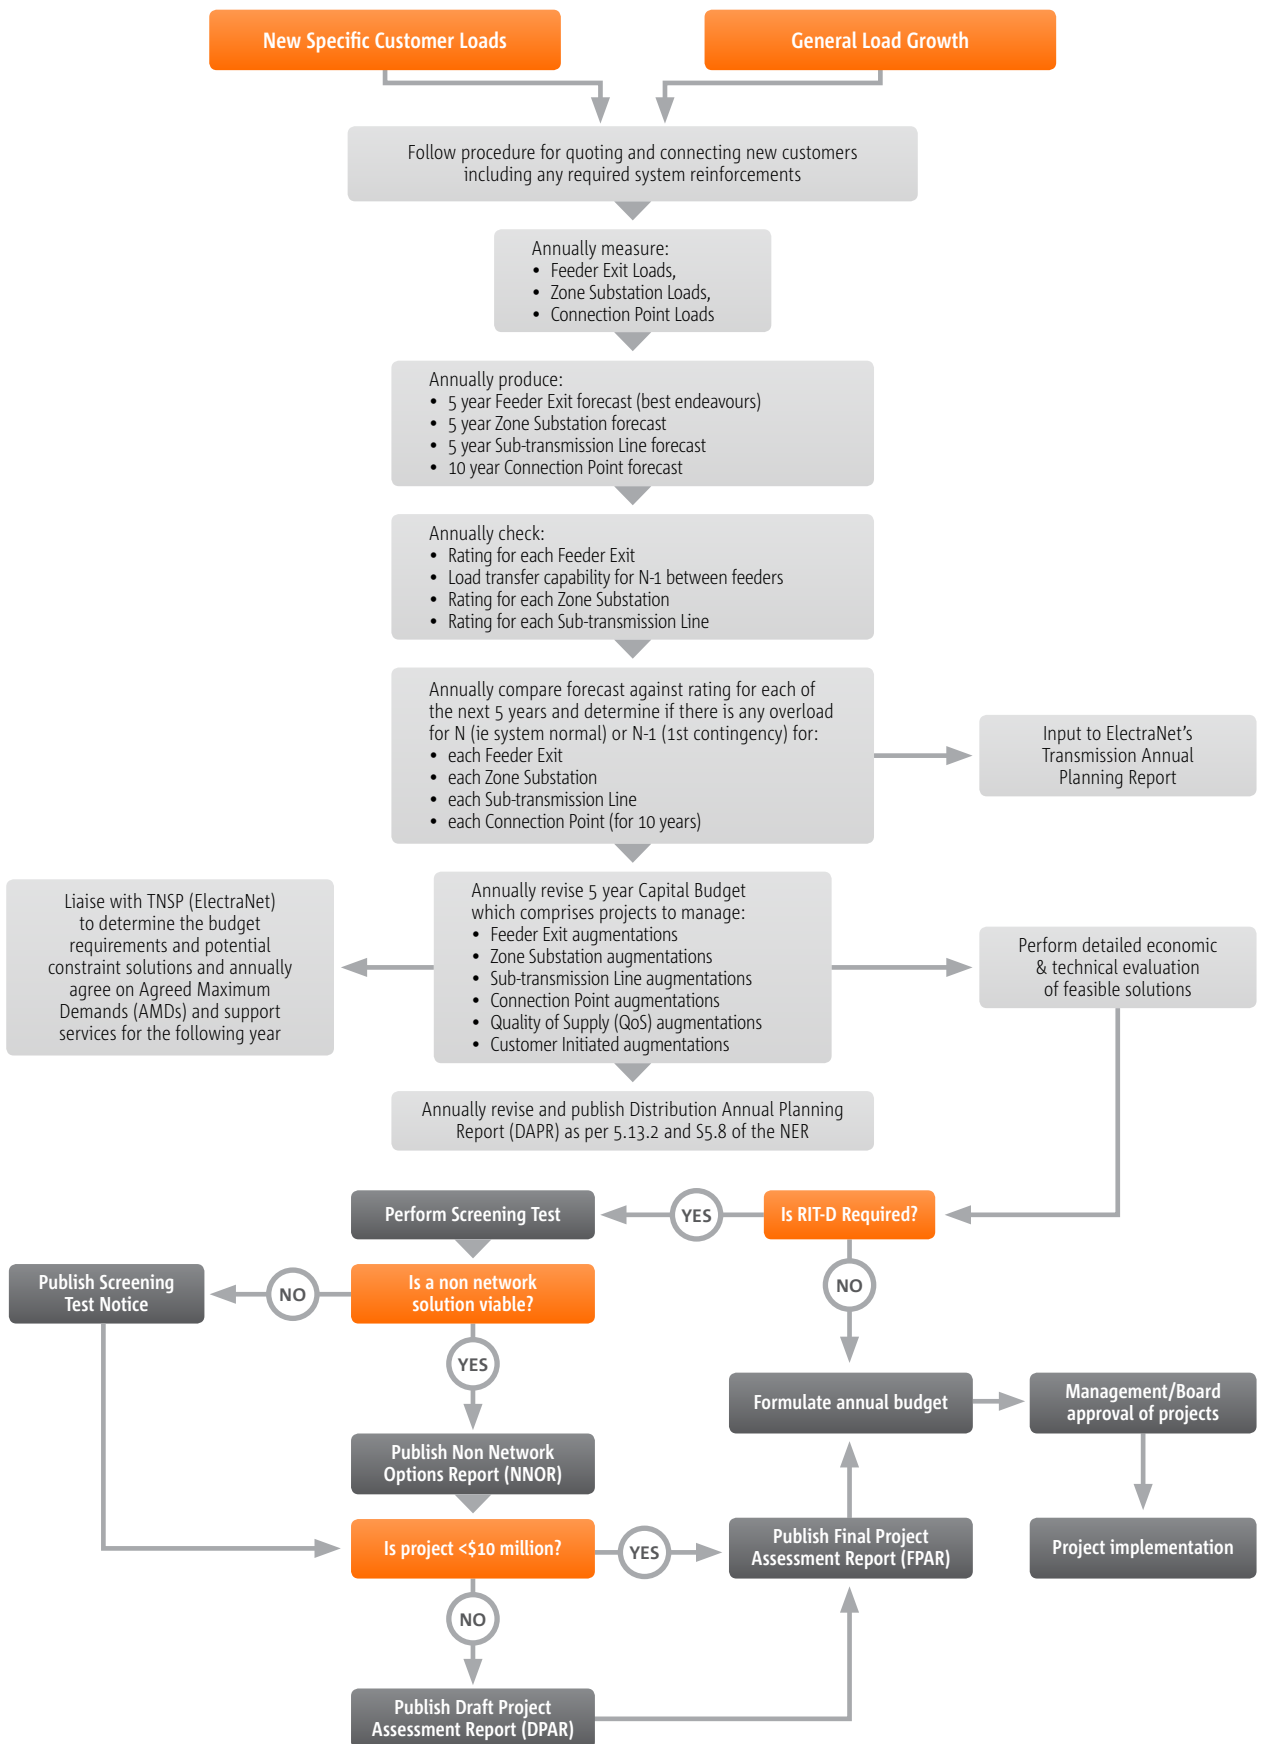 New Specific Customer Loads
General Load Growth
Follow procedure for quoting and connecting new customers
including any required system reinforcements
Annually measure:
• Feeder Exit Loads,
• Zone Substation Loads,
• Connection Point Loads
Annually produce:
• 5 year Feeder Exit forecast (best endeavours)
• 5 year Zone Substation forecast
• 5 year Sub-transmission Line forecast
• 10 year Connection Point forecast
Annually check:
• Rating for each Feeder Exit
• Load transfer capability for N-1 between feeders
• Rating for each Zone Substation
• Rating for each Sub-transmission Line
Annually compare forecast against rating for each of
the next 5 years and determine if there is any overload
for N (ie system normal) or N-1 (1st contingency) for:
• each Feeder Exit
• each Zone Substation
• each Sub-transmission Line
• each Connection Point (for 10 years)
Input to ElectraNet's
Transmission Annual
Planning Report
Liaise with TNSP (ElectraNet)
to determine the budget
requirements and potential
constraint solutions and annually
agree on Agreed Maximum
Demands (AMDs) and support
services for the following year
Annually revise 5 year Capital Budget
which comprises projects to manage:
• Feeder Exit augmentations
• Zone Substation augmentations
• Sub-transmission Line augmentations
• Connection Point augmentations
• Quality of Supply (QoS) augmentations
• Customer Initiated augmentations
Perform detailed economic
& technical evaluation
of feasible solutions
Annually revise and publish Distribution Annual Planning
Report (DAPR) as per 5.13.2 and S5.8 of the NER
Perform Screening Test
YES
Is RIT-D Required?
Publish Screening
Test Notice
NO
Is a non network
solution viable?
NO
YES
Formulate annual budget
Management/Board
approval of projects
Publish Non Network
Options Report (NNOR)
Is project <$10 million?
YES
Publish Final Project
Assessment Report (FPAR)
Project implementation
NO
Publish Draft Project
Assessment Report (DPAR)